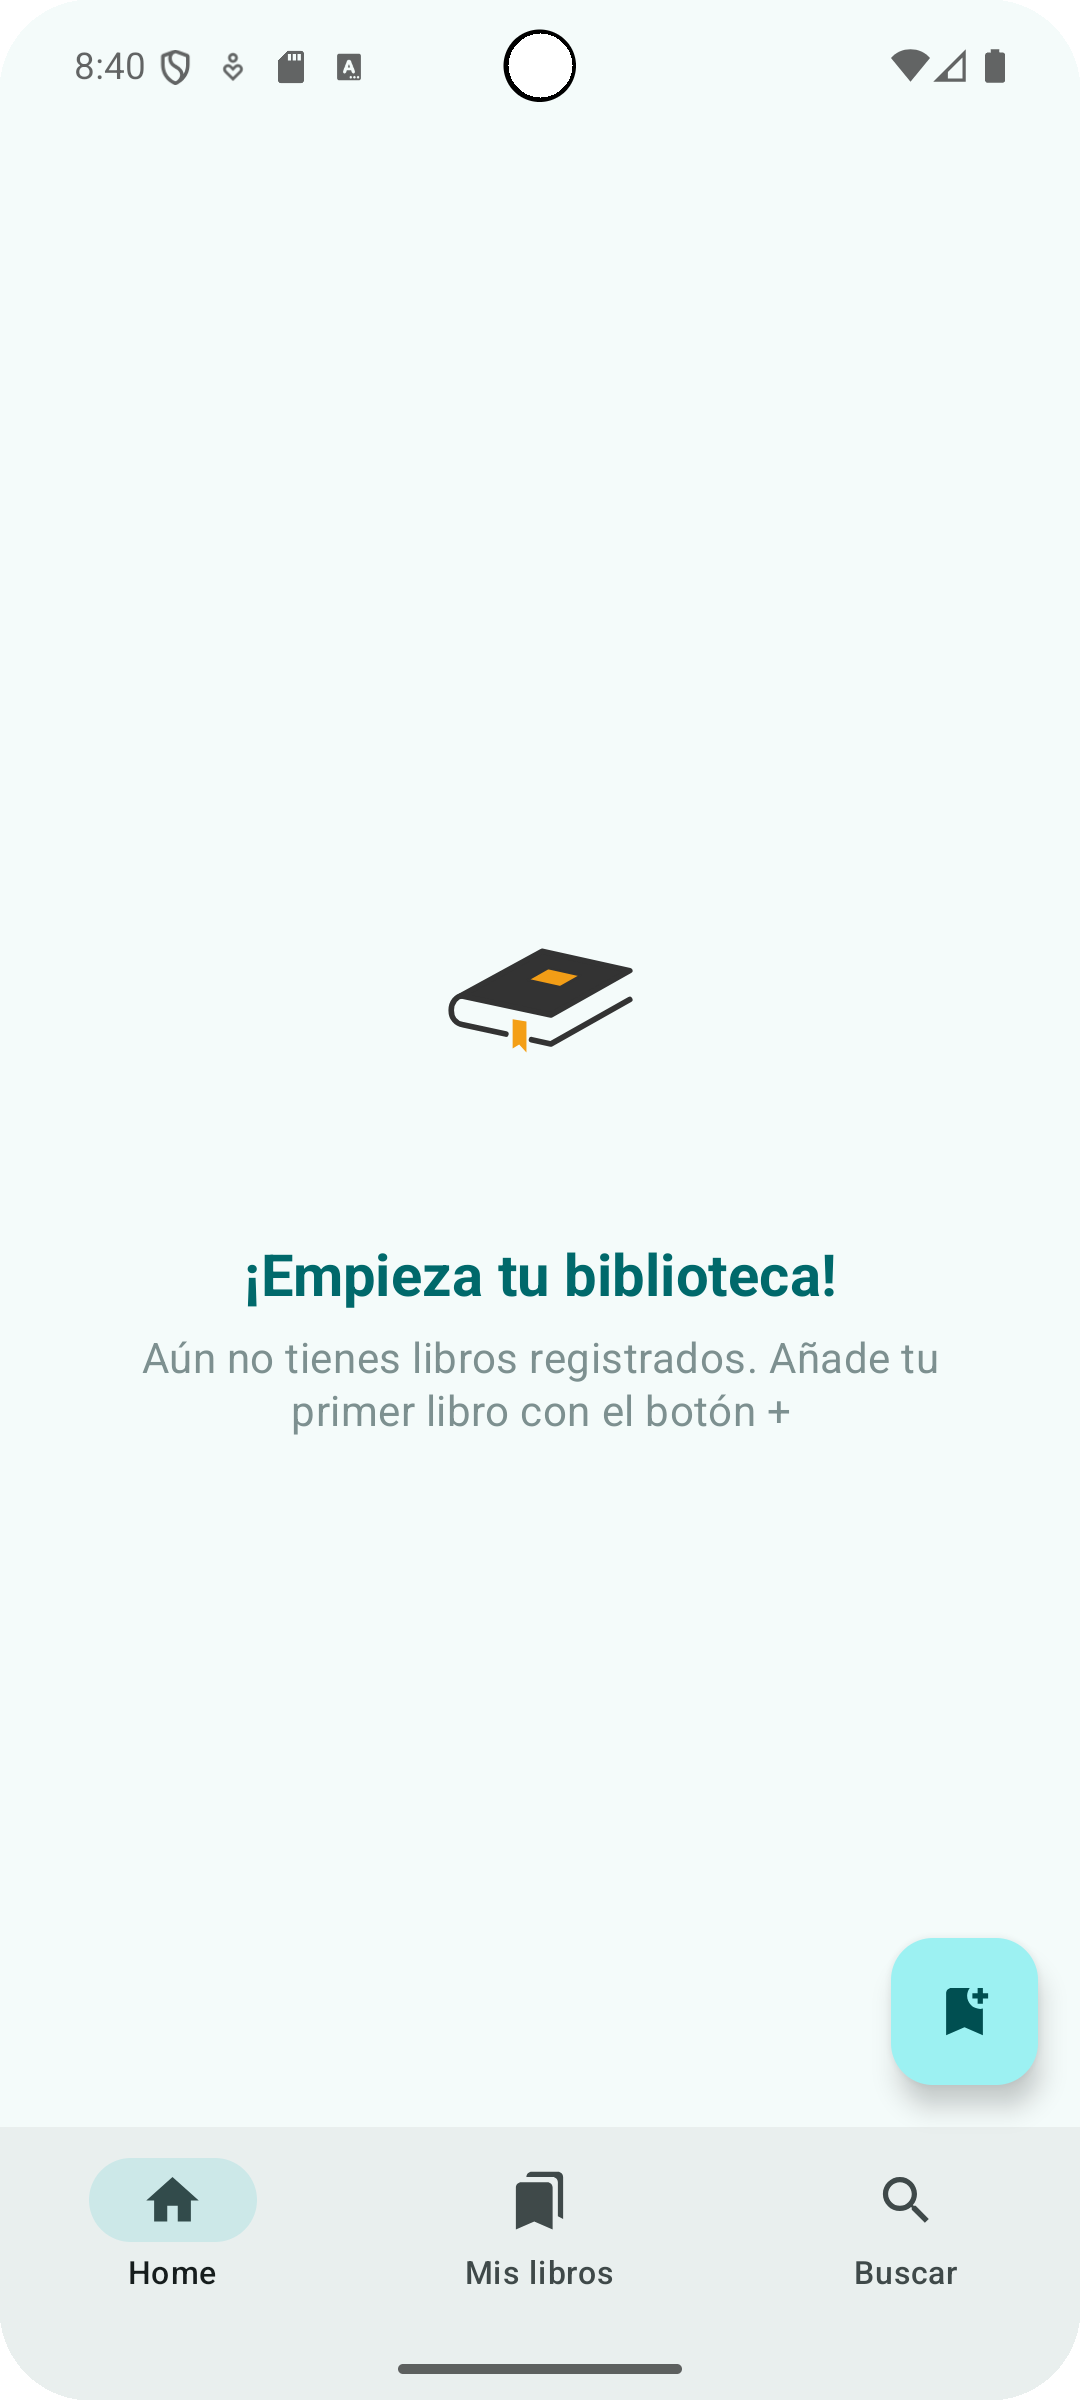 8:40
¡Empieza tu biblioteca!
Aún no tienes libros registrados. Añade tu
primer libro con el botón +
Home
Mis libros
Buscar